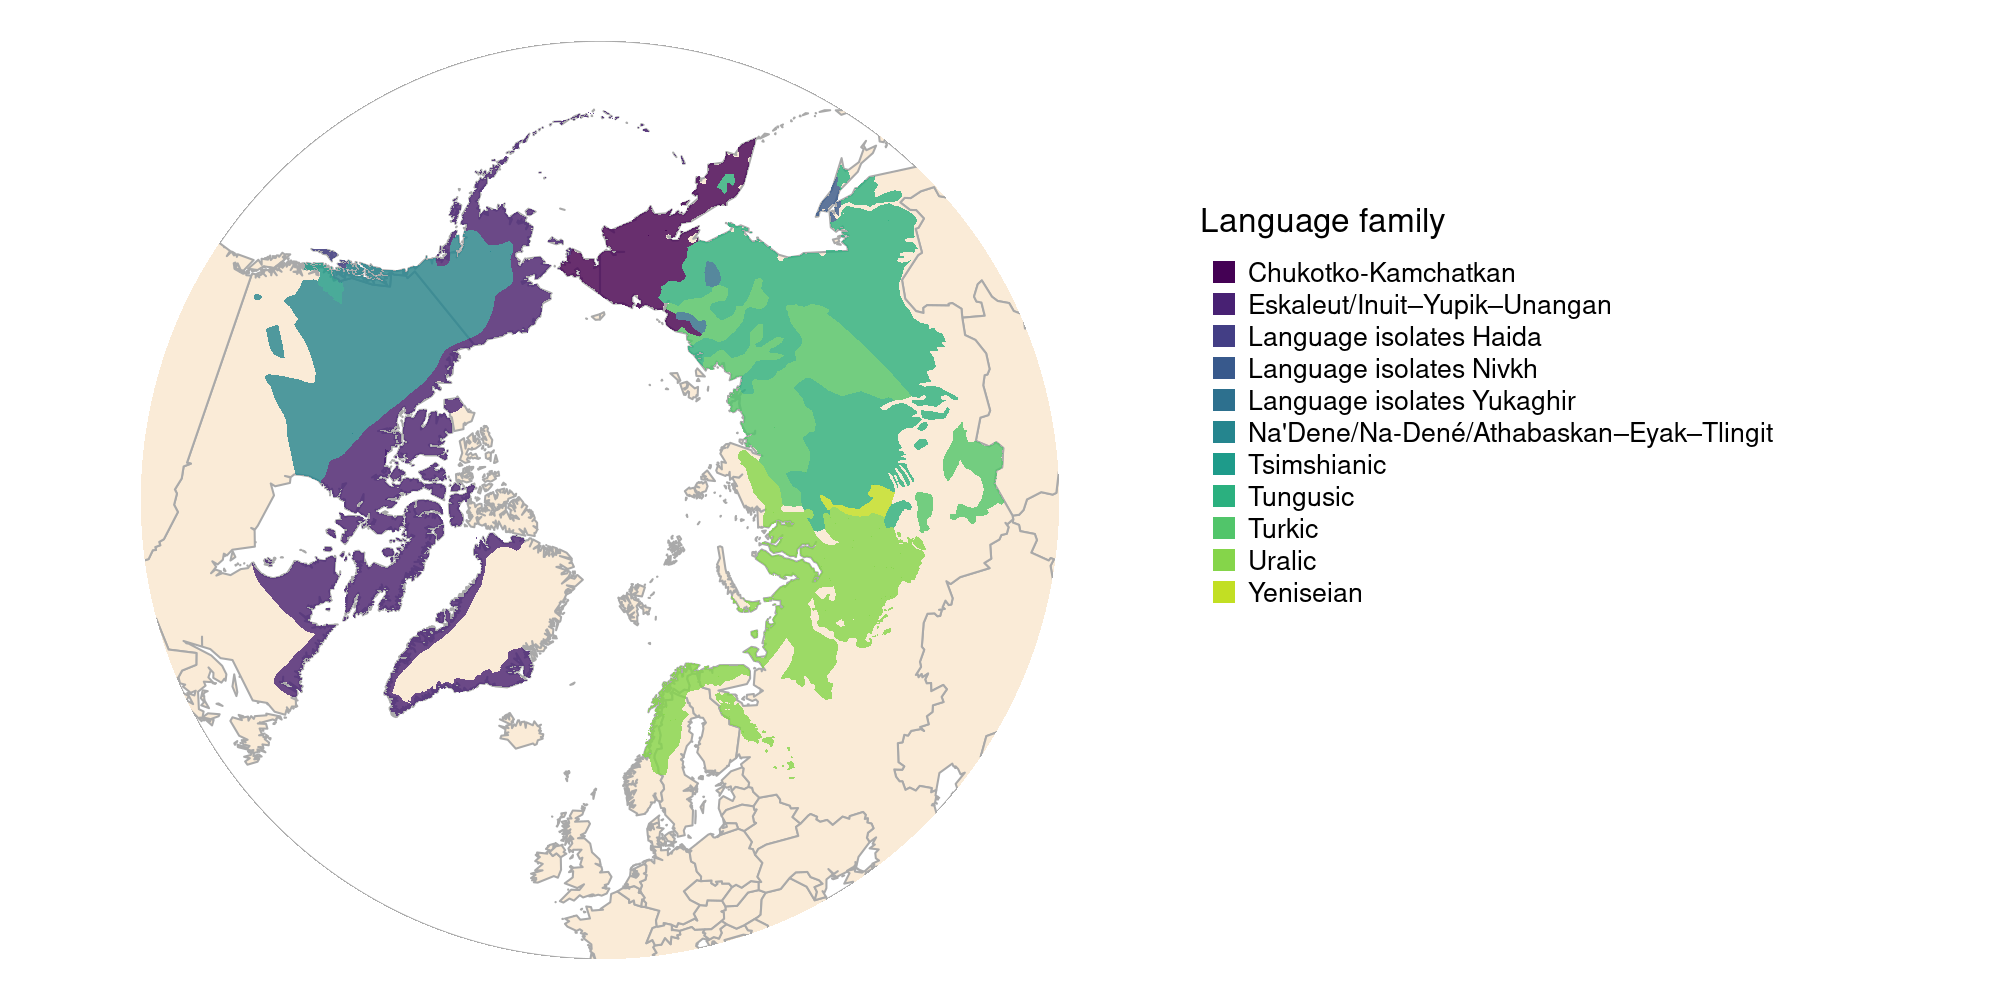 Language family
Chukotko-Kamchatkan
Eskaleut/Inuit–Yupik–Unangan
Language isolates Haida
Language isolates Nivkh
Language isolates Yukaghir
Na'Dene/Na-Dené/Athabaskan–Eyak–Tlingit
Tsimshianic
Tungusic
Turkic
Uralic
Yeniseian